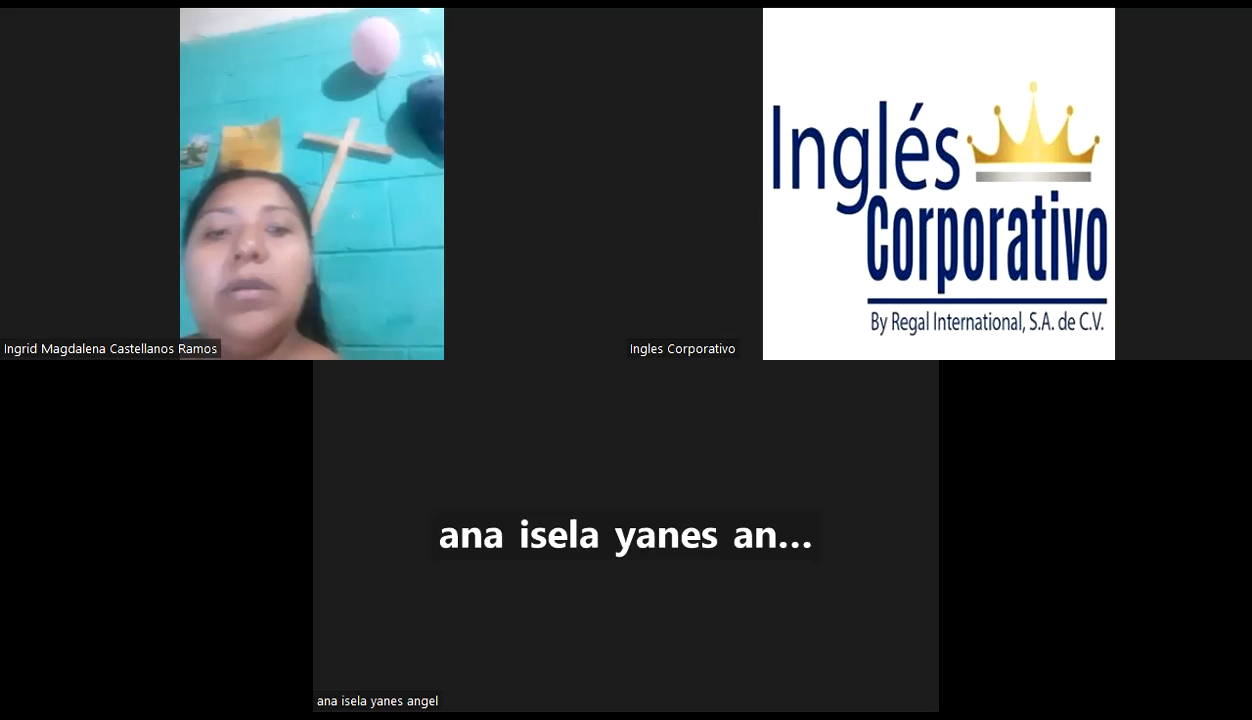 Inglés
Corporativo
By Regal International, S.A. de C.V.
Ingrid Magdalena Castellanos Ramos
Ingles Corporativo
ana isela yanes an...
ana isela yanes angel